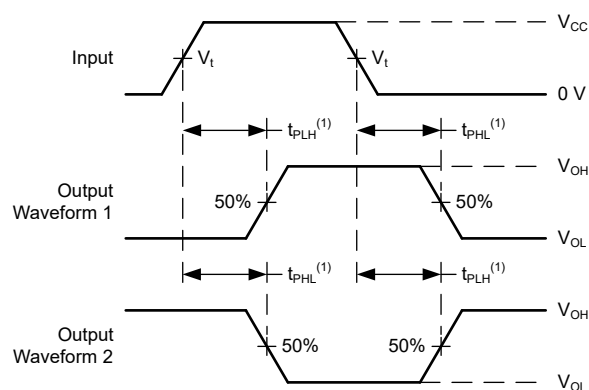 V_CC
Input
V_t
V_t
0 V
t_PLH^(1)
t_PHL^(1)
V_OH
Output
Waveform 1
50%
50%
V_OL
t_PHL^(1)
t_PLH^(1)
V_OH
Output
Waveform 2
50%
50%
V_OL